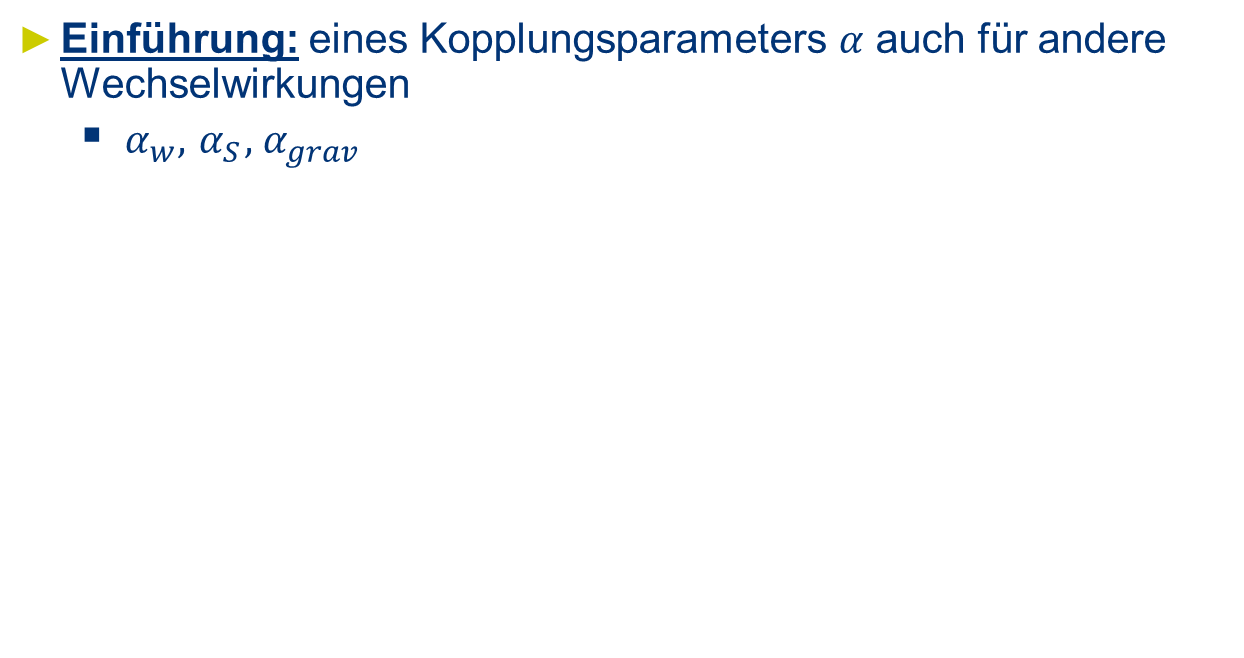 Einführung: eines Kopplungsparameters α auch für andere
Wechselwirkungen
α_w, α_S, α_grav